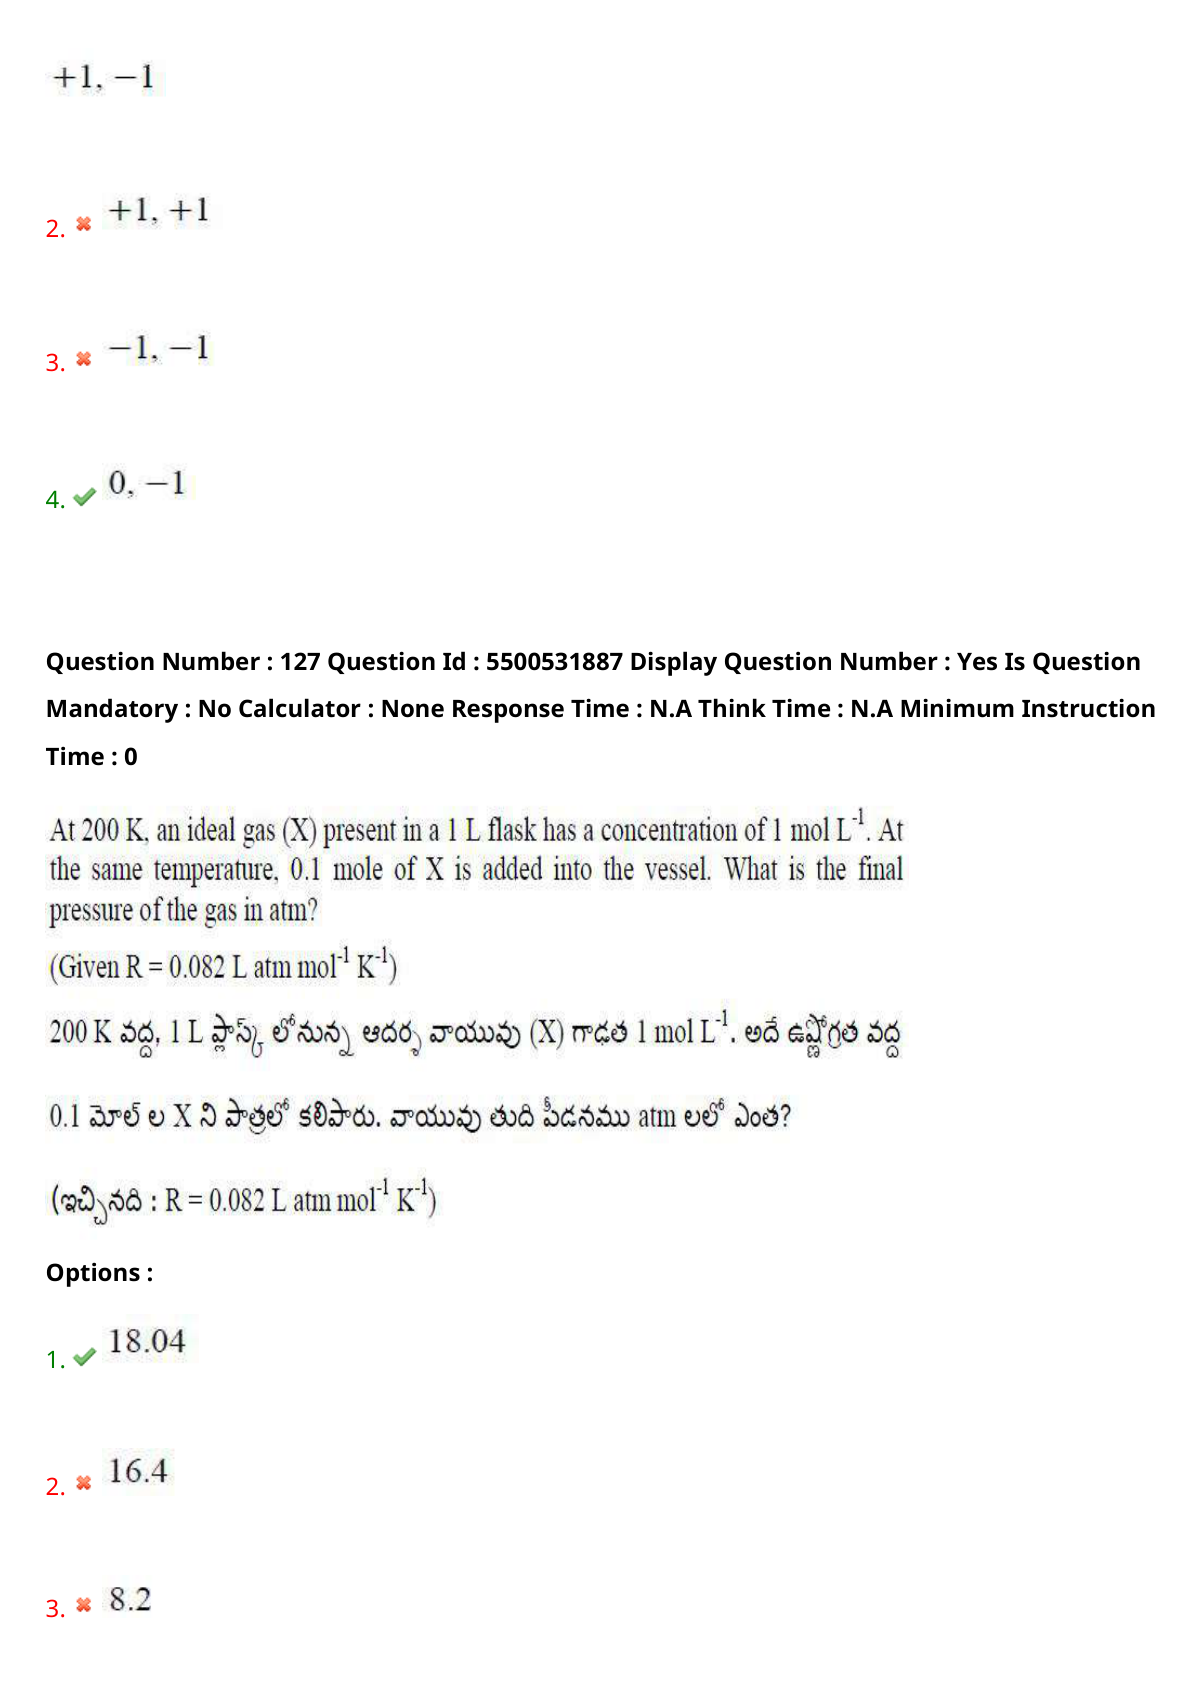 +1, −1
2. +1, +1
3. −1, −1
4. 0, −1
Question Number : 127 Question Id : 5500531887 Display Question Number : Yes Is Question
Mandatory : No Calculator : None Response Time : N.A Think Time : N.A Minimum Instruction
Time : 0
At 200 K, an ideal gas (X) present in a 1 L flask has a concentration of 1 mol L⁻¹. At
the same temperature, 0.1 mole of X is added into the vessel. What is the final
pressure of the gas in atm?
(Given R = 0.082 L atm mol⁻¹ K⁻¹)
200 K వద్ద, 1 L ఫ్లాస్క్ లోనున్న ఆదర్శ వాయువు (X) గాఢత 1 mol L⁻¹. అదే ఉష్ణోగ్రత వద్ద
0.1 మోల్ ల X ని పాత్రలో కలిపారు. వాయువు తుది పీడనము atm లలో ఎంత?
(ఇచ్చినది : R = 0.082 L atm mol⁻¹ K⁻¹)
Options :
1. 18.04
2. 16.4
3. 8.2